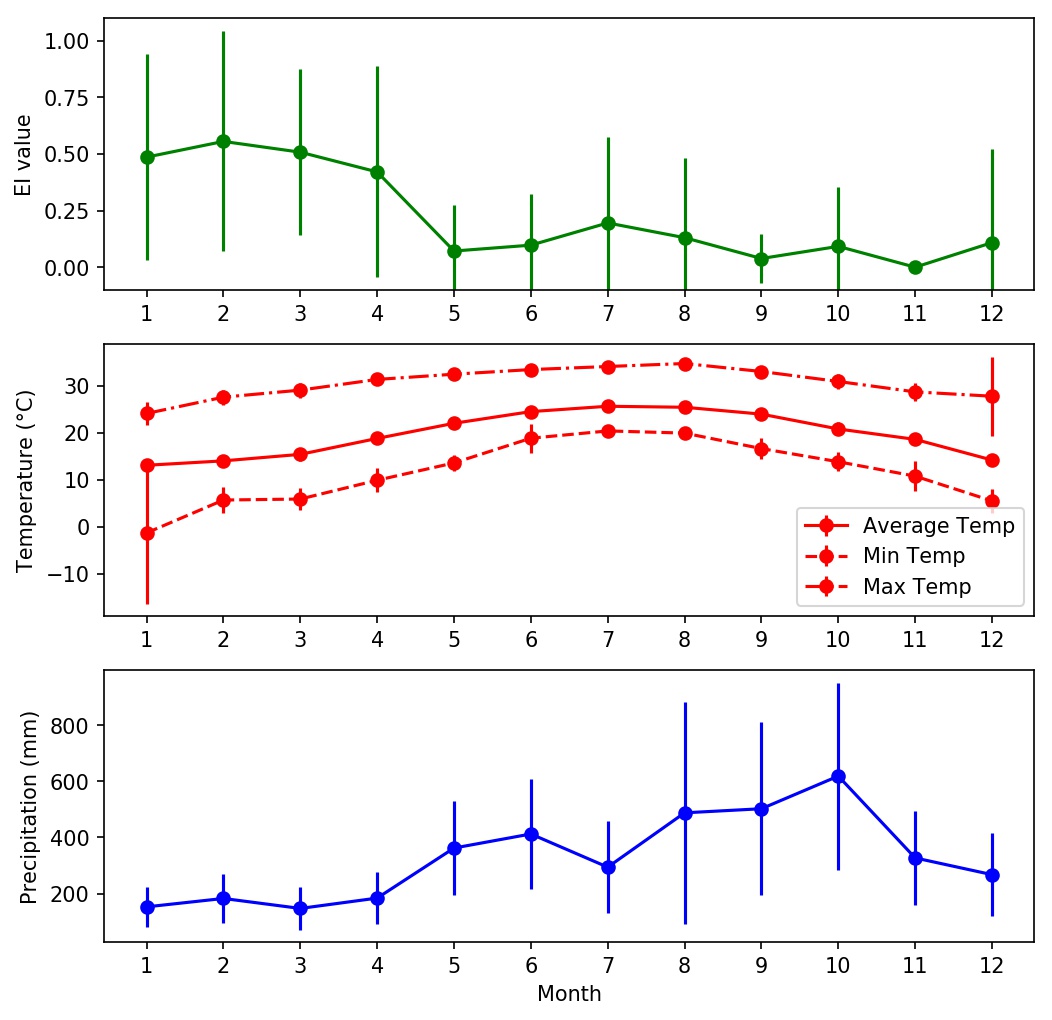 1.00
0.75
0.50
0.25
0.00
EI value
1 2 3 4 5 6 7 8 9 10 11 12
30
20
10
0
−10
Temperature (°C)
Average Temp
Min Temp
Max Temp
1 2 3 4 5 6 7 8 9 10 11 12
800
600
400
200
Precipitation (mm)
1 2 3 4 5 6 7 8 9 10 11 12
Month